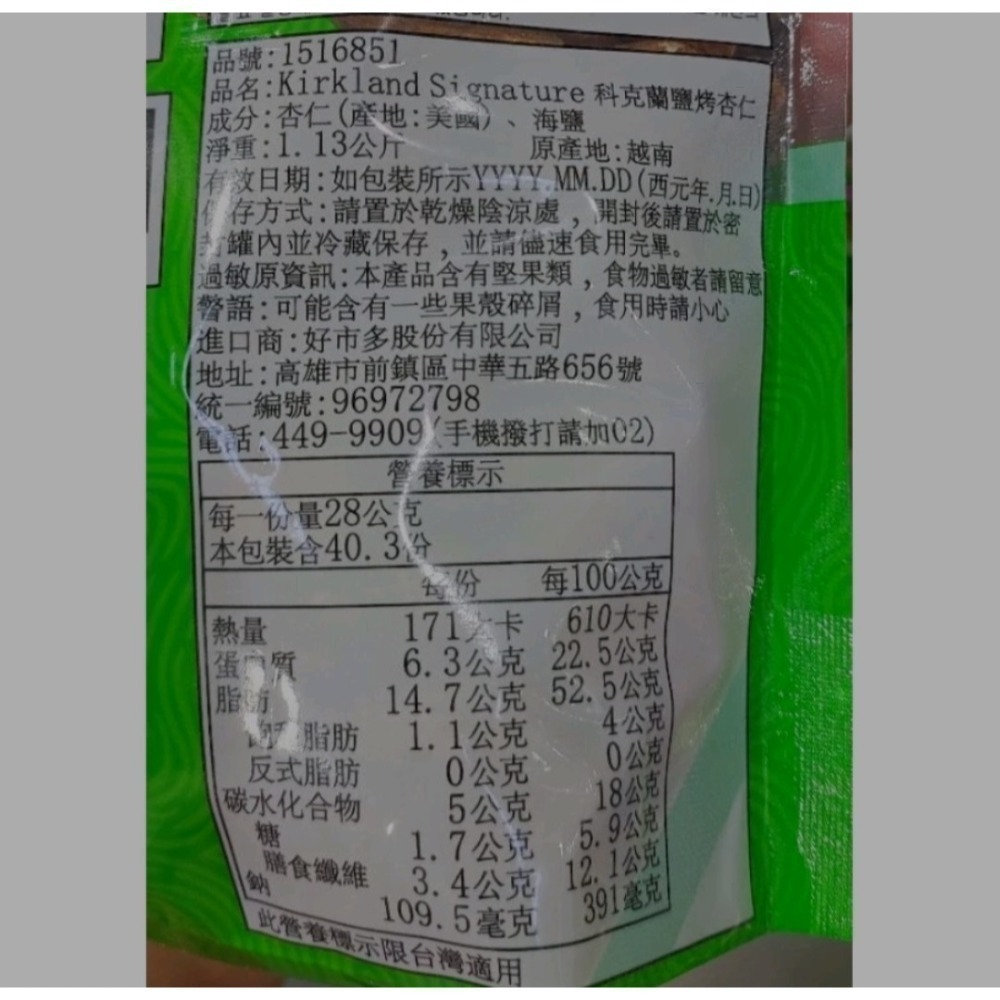 品號:1516851
品名:Kirkland Signature 科克蘭鹽烤杏仁
成分:杏仁(產地:美國)、海鹽
淨重:1.13公斤 原產地:越南
有效日期:如包裝所示YYYY.MM.DD(西元年.月.日)
保存方式:請置於乾燥陰涼處,開封後請置於密
封罐內並冷藏保存,並請儘速食用完畢。
過敏原資訊:本產品含有堅果類,食物過敏者請留意
警語:可能含有一些果殼碎屑,食用時請小心
進口商:好市多股份有限公司
地址:高雄市前鎮區中華五路656號
統一編號:96972798
電話:449-9909(手機撥打請加02)
營養標示
每一份量28公克
本包裝含40.3份
每份 每100公克
熱量 171大卡 610大卡
蛋白質 6.3公克 22.5公克
脂肪 14.7公克 52.5公克
飽和脂肪 1.1公克 4公克
反式脂肪 0公克 0公克
碳水化合物 5公克 18公克
糖 1.7公克 5.9公克
膳食纖維 3.4公克 12.1公克
鈉 109.5毫克 391毫克
此營養標示限台灣適用